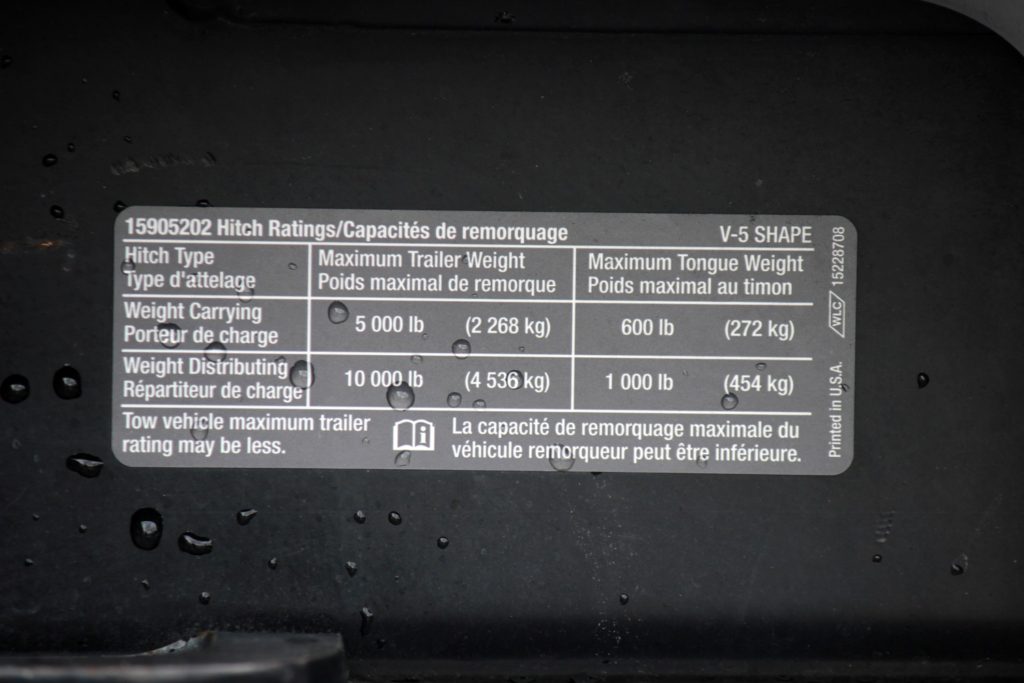 15905202 Hitch Ratings/Capacités de remorquage V-5 SHAPE
Hitch Type Maximum Trailer Weight Maximum Tongue Weight
Type d'attelage Poids maximal de remorque Poids maximal au timon
Weight Carrying
Porteur de charge 5 000 lb (2 268 kg) 600 lb (272 kg)
Weight Distributing
Répartiteur de charge 10 000 lb (4 536 kg) 1 000 lb (454 kg)
Tow vehicle maximum trailer
rating may be less.
La capacité de remorquage maximale du
véhicule remorqueur peut être inférieure.
Printed in U.S.A. WLC 15228708